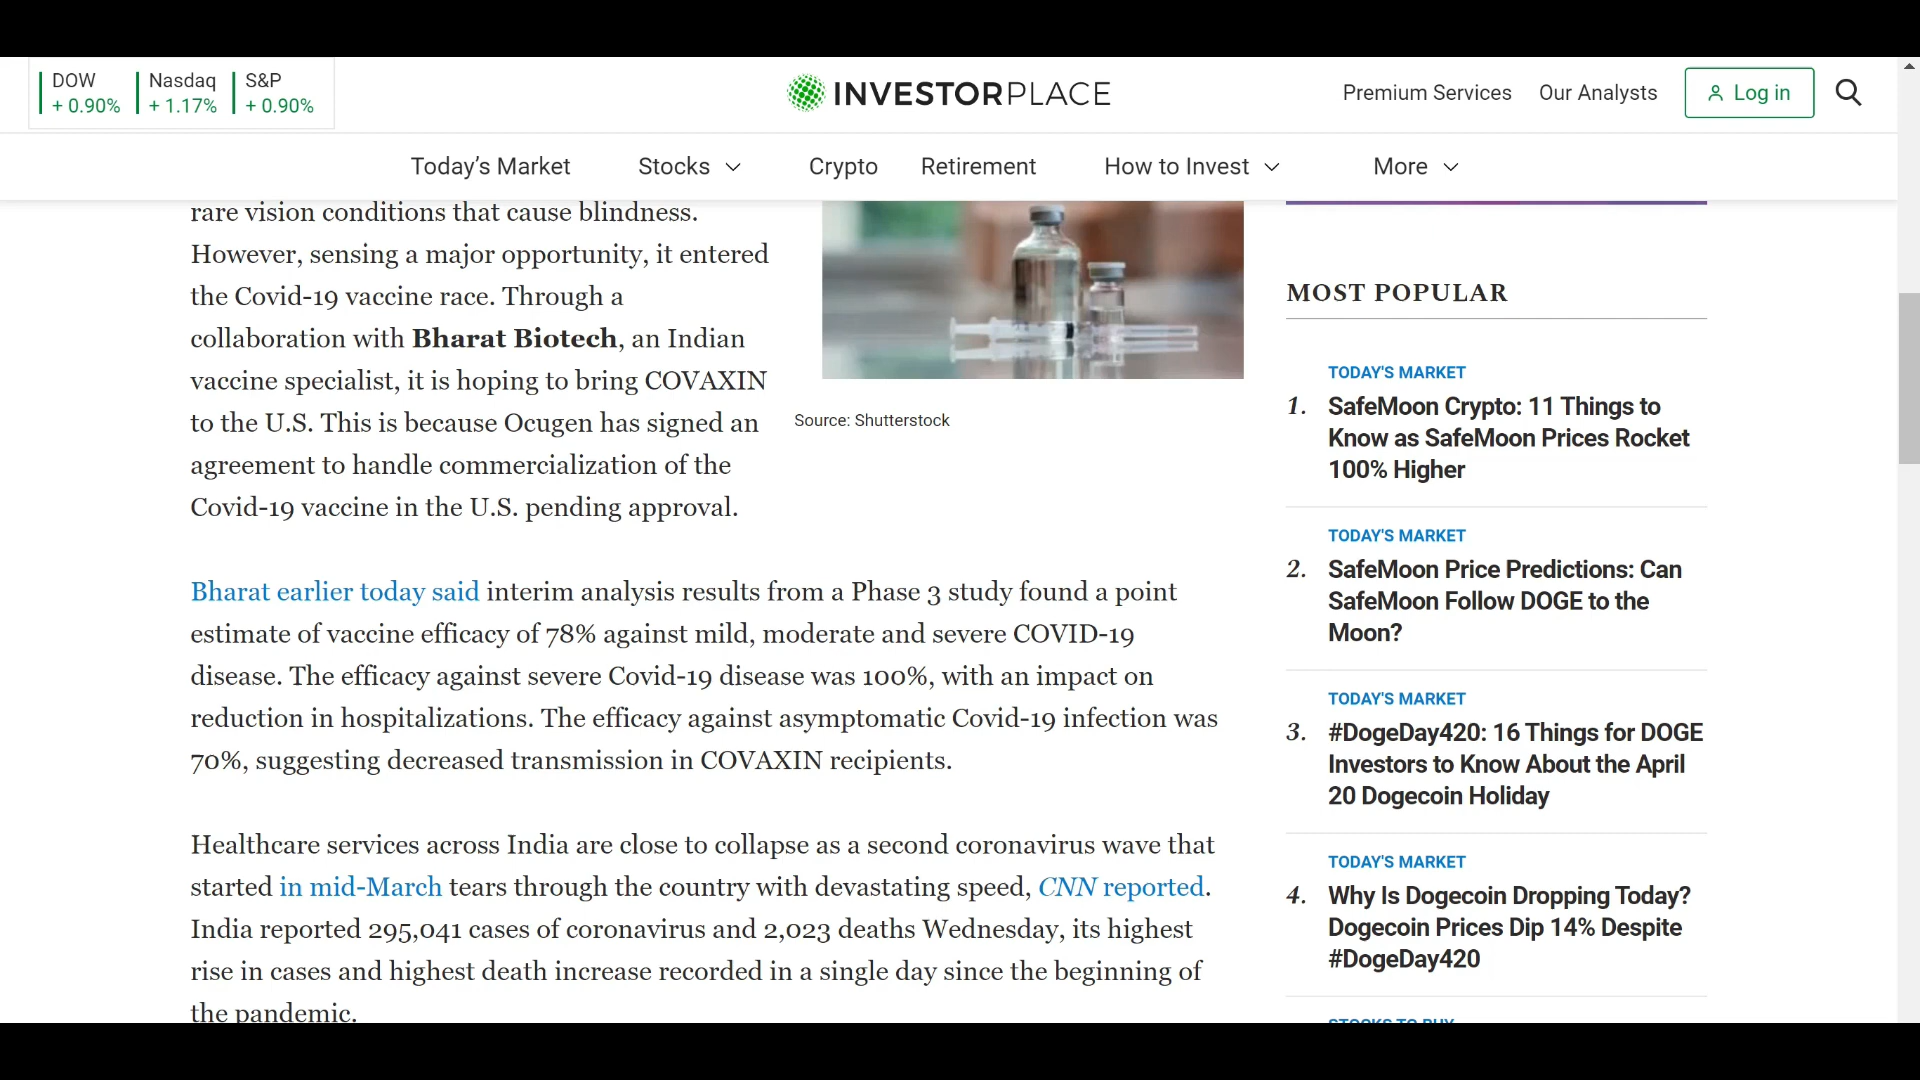 DOW
+ 0.90%
Nasdaq
+ 1.17%
S&P
+ 0.90%
INVESTORPLACE
Premium Services
Our Analysts
Log in
Today’s Market
Stocks
Crypto
Retirement
How to Invest
More
rare vision conditions that cause blindness.
However, sensing a major opportunity, it entered
the Covid-19 vaccine race. Through a
collaboration with Bharat Biotech, an Indian
vaccine specialist, it is hoping to bring COVAXIN
to the U.S. This is because Ocugen has signed an
agreement to handle commercialization of the
Covid-19 vaccine in the U.S. pending approval.
Source: Shutterstock
Bharat earlier today said interim analysis results from a Phase 3 study found a point
estimate of vaccine efficacy of 78% against mild, moderate and severe COVID-19
disease. The efficacy against severe Covid-19 disease was 100%, with an impact on
reduction in hospitalizations. The efficacy against asymptomatic Covid-19 infection was
70%, suggesting decreased transmission in COVAXIN recipients.
Healthcare services across India are close to collapse as a second coronavirus wave that
started in mid-March tears through the country with devastating speed, CNN reported.
India reported 295,041 cases of coronavirus and 2,023 deaths Wednesday, its highest
rise in cases and highest death increase recorded in a single day since the beginning of
the pandemic.
MOST POPULAR
TODAY'S MARKET
1. SafeMoon Crypto: 11 Things to
Know as SafeMoon Prices Rocket
100% Higher
TODAY'S MARKET
2. SafeMoon Price Predictions: Can
SafeMoon Follow DOGE to the
Moon?
TODAY'S MARKET
3. #DogeDay420: 16 Things for DOGE
Investors to Know About the April
20 Dogecoin Holiday
TODAY'S MARKET
4. Why Is Dogecoin Dropping Today?
Dogecoin Prices Dip 14% Despite
#DogeDay420
STOCKS TO BUY